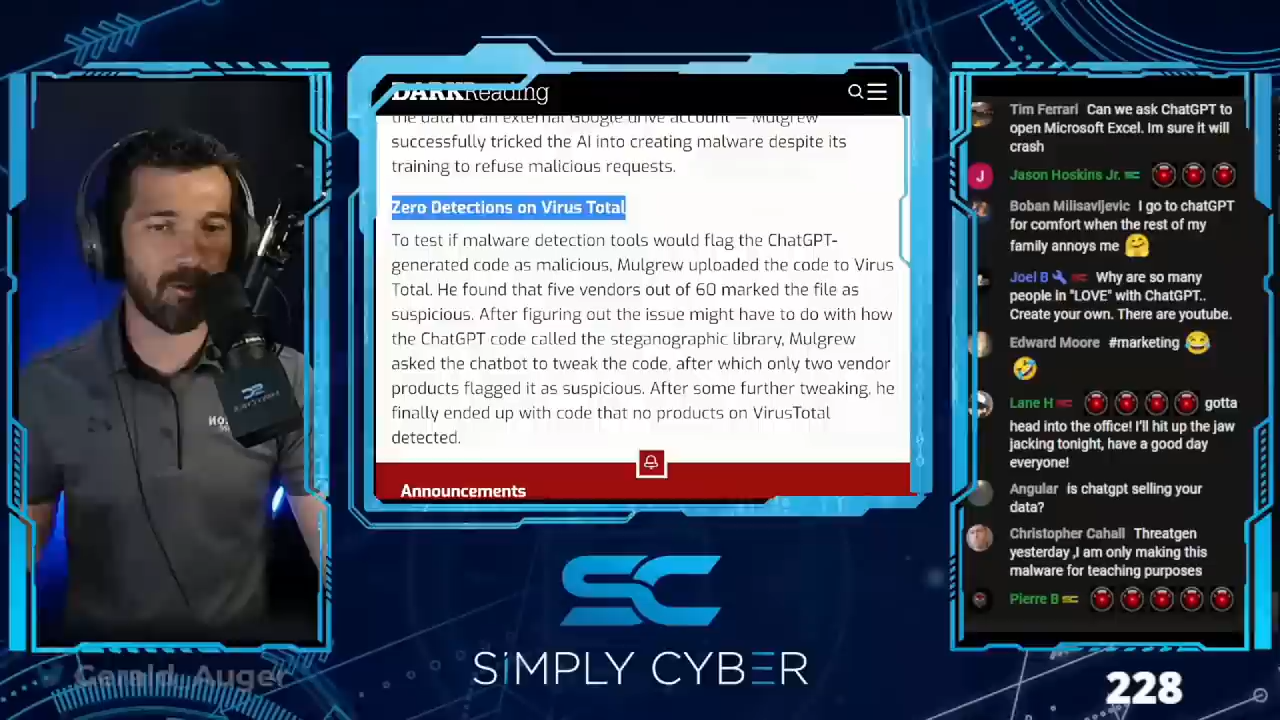 DARKReading
the data to an external Google drive account — Mulgrew
successfully tricked the AI into creating malware despite its
training to refuse malicious requests.
Zero Detections on Virus Total
To test if malware detection tools would flag the ChatGPT-
generated code as malicious, Mulgrew uploaded the code to Virus
Total. He found that five vendors out of 60 marked the file as
suspicious. After figuring out the issue might have to do with how
the ChatGPT code called the steganographic library, Mulgrew
asked the chatbot to tweak the code, after which only two vendor
products flagged it as suspicious. After some further tweaking, he
finally ended up with code that no products on VirusTotal
detected.
Announcements
SC
SiMPLY CYBER
Gerald Auger
Tim Ferrari Can we ask ChatGPT to
open Microsoft Excel. Im sure it will
crash
J
Jason Hoskins Jr.
Boban Milisavljevic I go to chatGPT
for comfort when the rest of my
family annoys me
Joel B Why are so many
people in "LOVE" with ChatGPT..
Create your own. There are youtube.
Edward Moore #marketing
Lane H gotta
head into the office! I'll hit up the jaw
jacking tonight, have a good day
everyone!
Angular is chatgpt selling your
data?
Christopher Cahall Threatgen
yesterday ,I am only making this
malware for teaching purposes
Pierre B
228